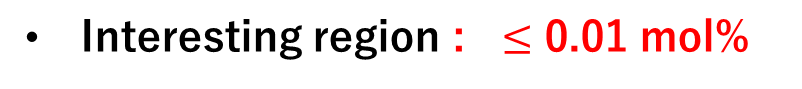 • Interesting region : ≤ 0.01 mol%